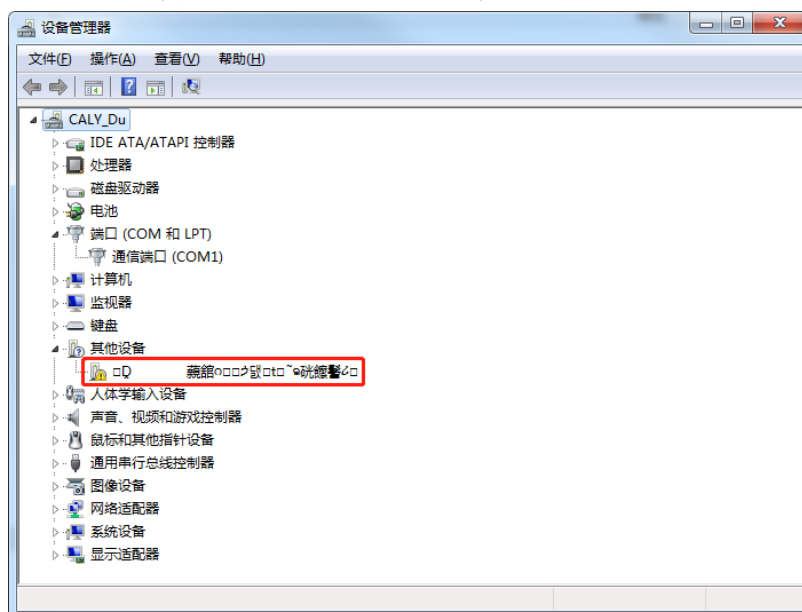 设备管理器
文件(F) 操作(A) 查看(V) 帮助(H)
CALY_Du
IDE ATA/ATAPI 控制器
处理器
磁盘驱动器
电池
端口 (COM 和 LPT)
通信端口 (COM1)
计算机
监视器
键盘
其他设备
人体学输入设备
声音、视频和游戏控制器
鼠标和其他指针设备
通用串行总线控制器
图像设备
网络适配器
系统设备
显示适配器